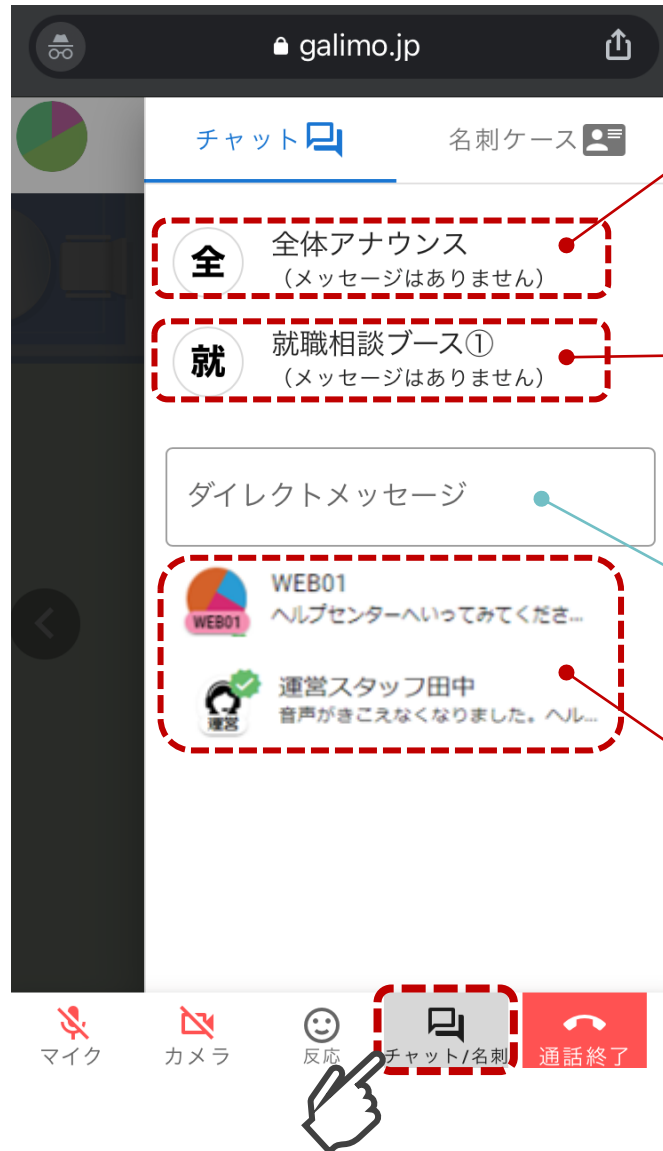 galimo.jp
チャット
名刺ケース
全
全体アナウンス
（メッセージはありません）
就
就職相談ブース①
（メッセージはありません）
ダイレクトメッセージ
WEB01
WEB01
ヘルプセンターへいってみてくださ...
運営スタッフ田中
運営
音声がきこえなくなりました。ヘル...
マイク
カメラ
反応
チャット/名刺
通話終了